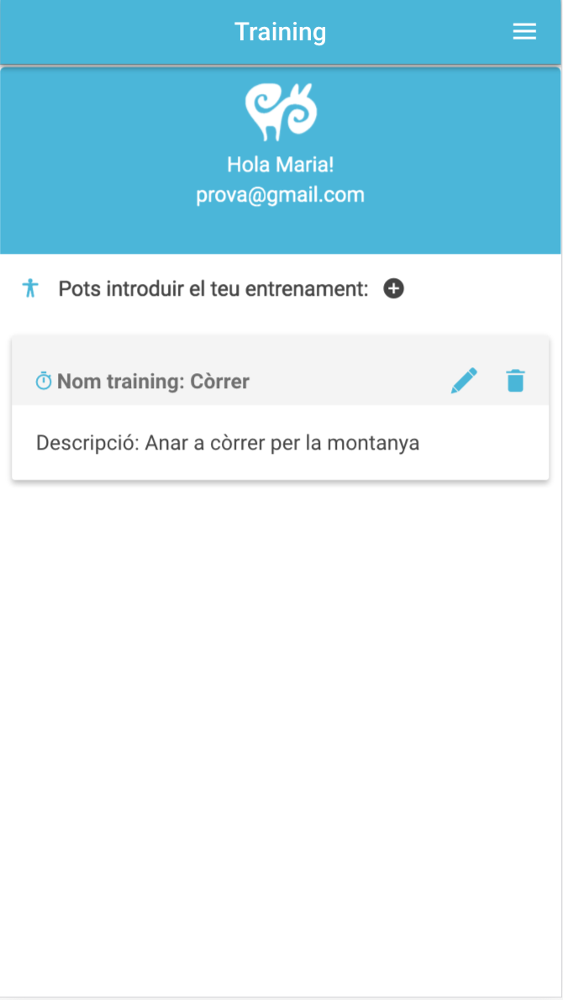 Training
Hola Maria!
prova@gmail.com
Pots introduir el teu entrenament:
Nom training: Còrrer
Descripció: Anar a còrrer per la montanya